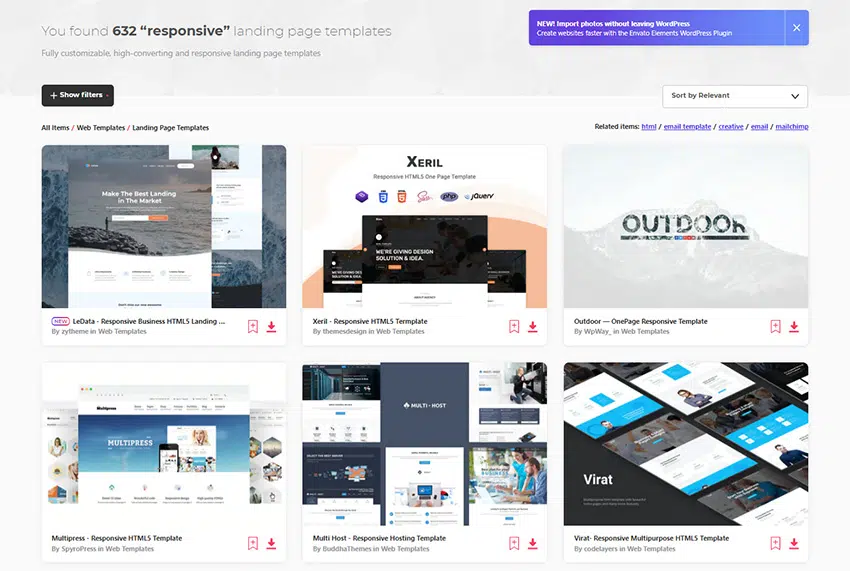 You found 632 “responsive” landing page templates
Fully customizable, high-converting and responsive landing page templates
NEW! Import photos without leaving WordPress
Create websites faster with the Envato Elements WordPress Plugin
+ Show filters
Sort by Relevant
All Items / Web Templates / Landing Page Templates
Related items: html / email template / creative / email / mailchimp
Make The Best Landing
in The Market
XERIL
Responsive HTML5 One Page Template
Sass
php
jQuery
WE'RE GIVING DESIGN
SOLUTION & IDEA.
OUTDOOR
NEW LeData - Responsive Business HTML5 Landing ...
By zytheme in Web Templates
Xeril - Responsive HTML5 Template
By themesdesign in Web Templates
Outdoor — OnePage Responsive Template
By WpWay_ in Web Templates
Multipress
MULTIPRESS
MULTI - HOST
Virat
Multipress - Responsive HTML5 Template
By SpyroPress in Web Templates
Multi Host - Responsive Hosting Template
By BuddhaThemes in Web Templates
Virat- Responsive Multipurpose HTML5 Template
By codelayers in Web Templates